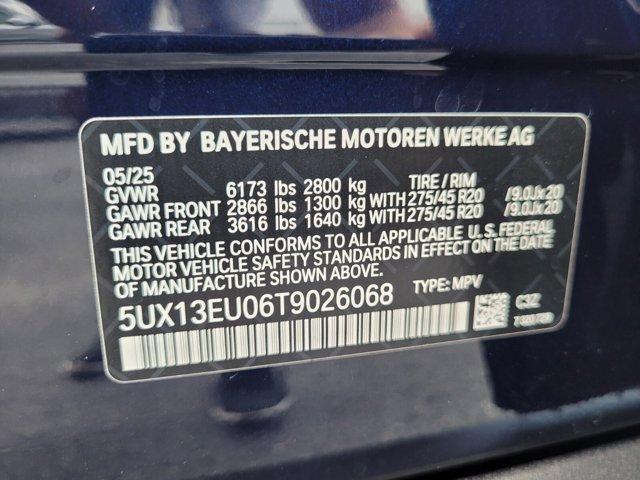 MFD BY BAYERISCHE MOTOREN WERKE AG
05/25
GVWR 6173 lbs 2800 kg TIRE / RIM
GAWR FRONT 2866 lbs 1300 kg WITH 275/45 R20 /9.0Jx20
GAWR REAR 3616 lbs 1640 kg WITH 275/45 R20 /9.0Jx20
THIS VEHICLE CONFORMS TO ALL APPLICABLE U. S. FEDERAL
MOTOR VEHICLE SAFETY STANDARDS IN EFFECT ON THE DATE
OF MANUFACTURE SHOWN ABOVE.
5UX13EU06T9026068 TYPE: MPV
C3Z